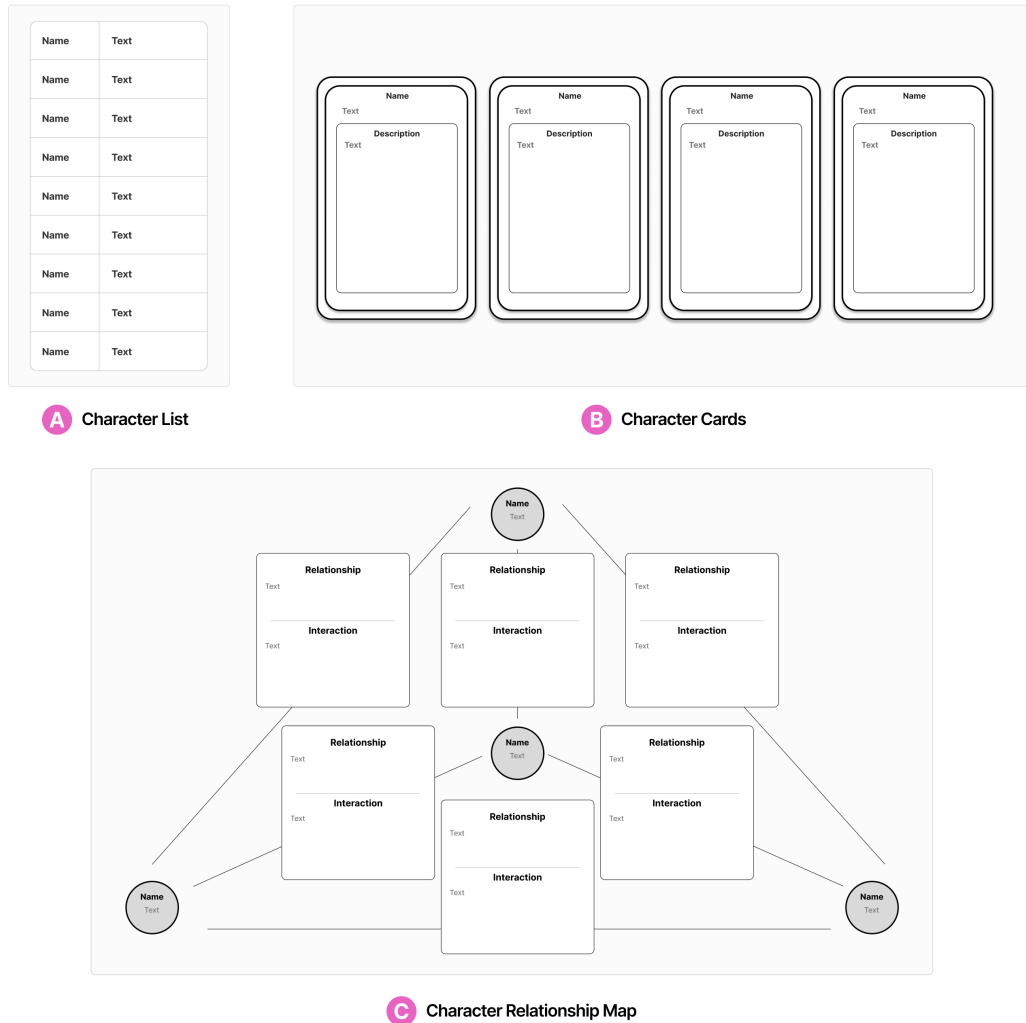 Name Text
Name Text
Name Text
Name Text
Name Text
Name Text
Name Text
Name Text
Name Text
A Character List
Name
Text
Description
Text
Name
Text
Description
Text
Name
Text
Description
Text
Name
Text
Description
Text
B Character Cards
Name
Text
Relationship
Text
Interaction
Text
Relationship
Text
Interaction
Text
Relationship
Text
Interaction
Text
Name
Text
Relationship
Text
Interaction
Text
Relationship
Text
Interaction
Text
Relationship
Text
Interaction
Text
Name
Text
Name
Text
C Character Relationship Map